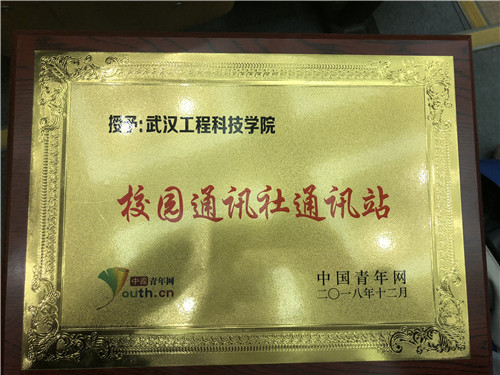 授予:武汉工程科技学院
校园通讯社通讯站
中国青年网
Youth.cn
中国青年网
二〇一八年十二月